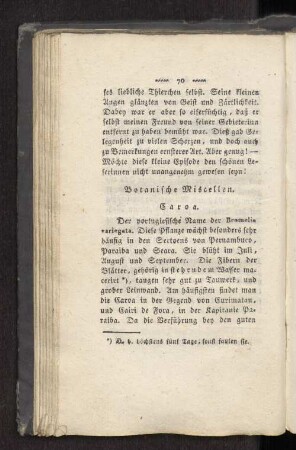 70
ses liebliche Thierchen selbst. Seine kleinen
Augen glänzten von Geist und Zärtlichkeit.
Dabey war er aber so eifersüchtig, daß er
selbst meinen Freund von seiner Gebieterinn
entfernt zu haben bemüht war. Dieß gab Ge-
legenheit zu vielen Scherzen, und doch auch
zu Bemerkungen ernsterer Art. Aber genug! —
Möchte diese kleine Episode den schönen Le-
serinnen nicht unangenehm gewesen seyn!
Botanische Miscellen.
Caroa.
Der portugiesische Name der Bromelia
variegata. Diese Pflanze wächst besonders sehr
häufig in den Sertoens von Pernambuco,
Paraiba und Seara. Sie blüht im Juli,
August und September. Die Fibern der
Blätter, gehörig in stehendem Wasser ma-
cerirt *), taugen sehr gut zu Tauwerk, und
grober Leinwand. Am häufigsten findet man
die Caroa in der Gegend von Curimatau,
und Cairi de Fora, in der Kapitanie Pa-
raiba. Da die Verführung bey den guten
*) D. h. höchstens fünf Tage, sonst faulen sie.